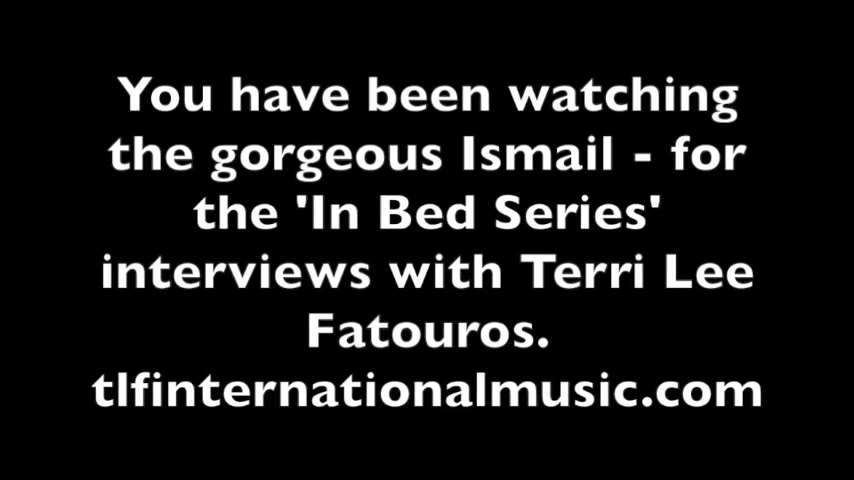 You have been watching
the gorgeous Ismail - for
the 'In Bed Series'
interviews with Terri Lee
Fatouros.
tlfinternationalmusic.com